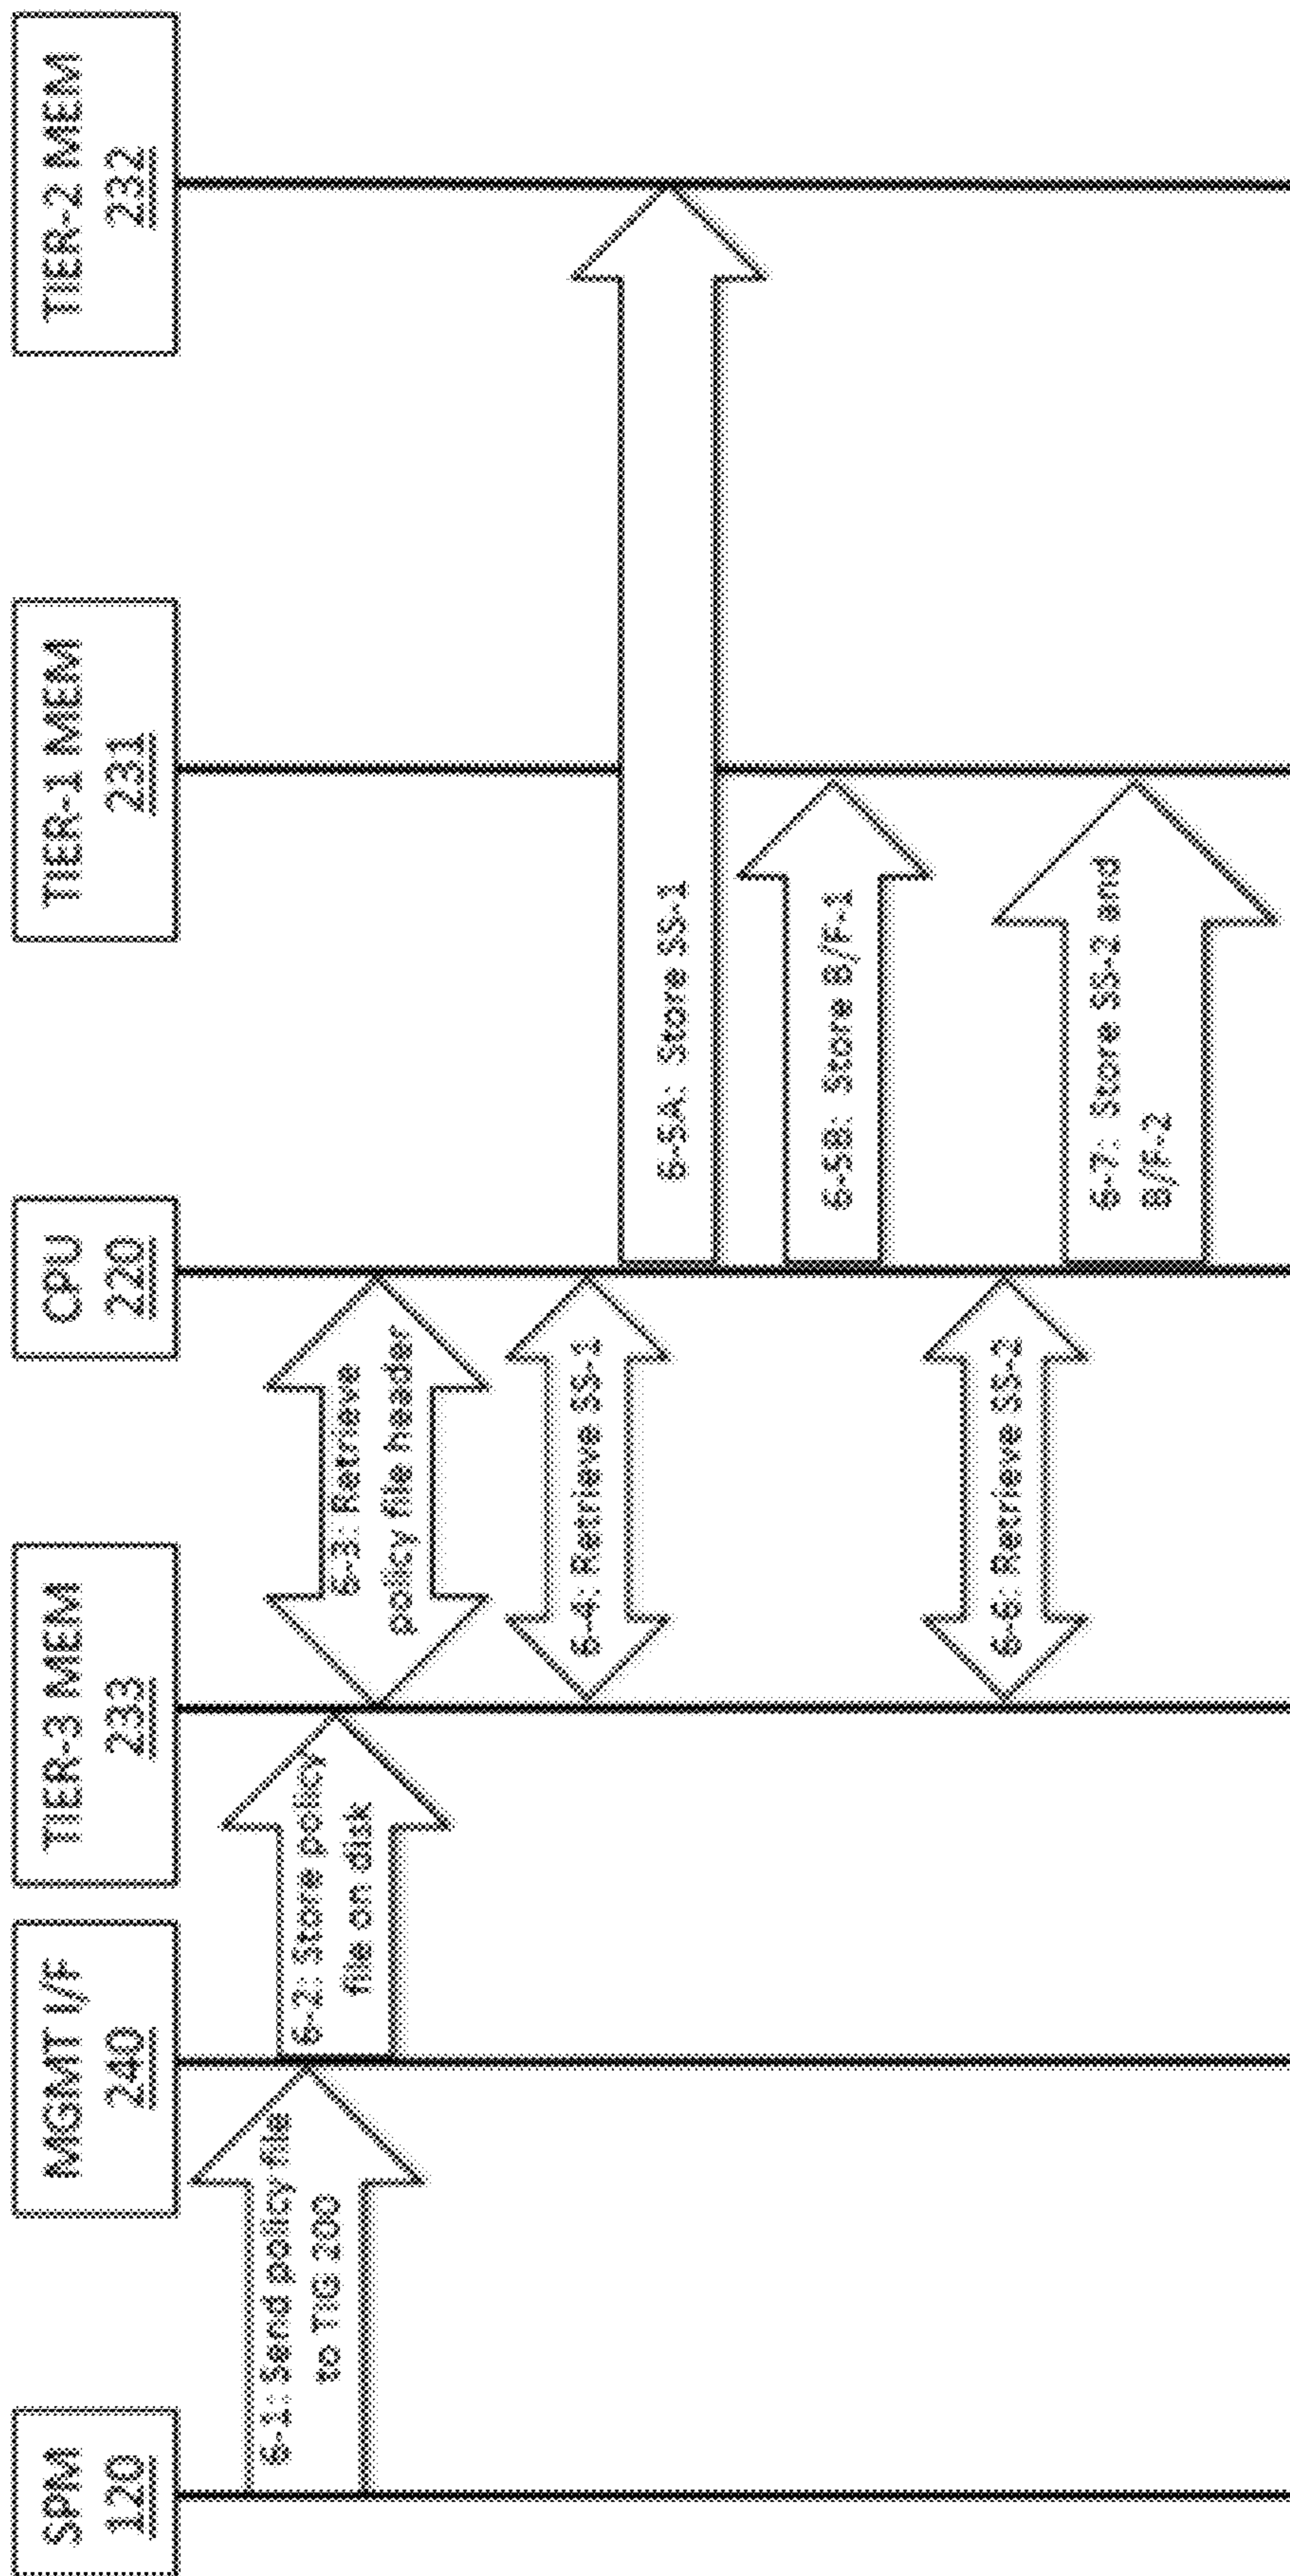 SPM
120
MGMT I/F
240
TIER-3 MEM
233
CPU
220
TIER-1 MEM
231
TIER-2 MEM
232
6-1: Send policy file
to TIG 200
6-2: Store policy
file on disk
6-3: Retrieve
policy file header
6-4: Retrieve SS-1
6-5A: Store SS-1
6-5B: Store B/F-1
6-6: Retrieve SS-2
6-7: Store SS-2 and
B/F-2